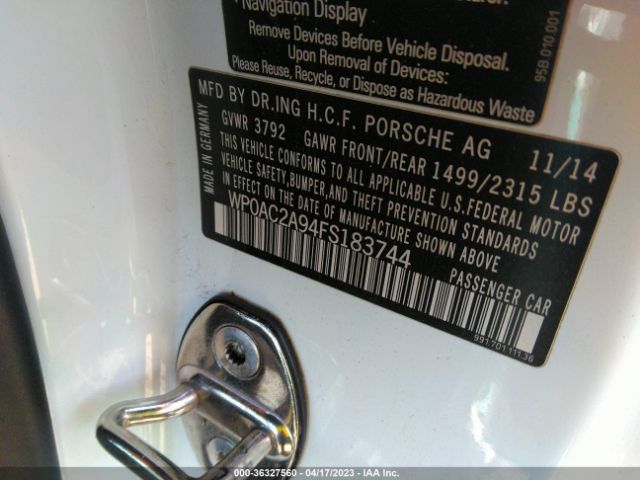 Navigation Display
Remove Devices Before Vehicle Disposal.
Upon Removal of Devices:
Please Reuse, Recycle, or Dispose as Hazardous Waste
95B.010.001
MFD BY DR.ING H.C.F. PORSCHE AG 11/14
MADE IN GERMANY
GVWR 3792 GAWR FRONT/REAR 1499/2315 LBS
THIS VEHICLE CONFORMS TO ALL APPLICABLE U.S.FEDERAL MOTOR
VEHICLE SAFETY,BUMPER,AND THEFT PREVENTION STANDARDS
IN EFFECT ON THE DATE OF MANUFACTURE SHOWN ABOVE
WP0AC2A94FS183744
PASSENGER CAR
99170111136
000-36327560 - 04/17/2023 - IAA Inc.